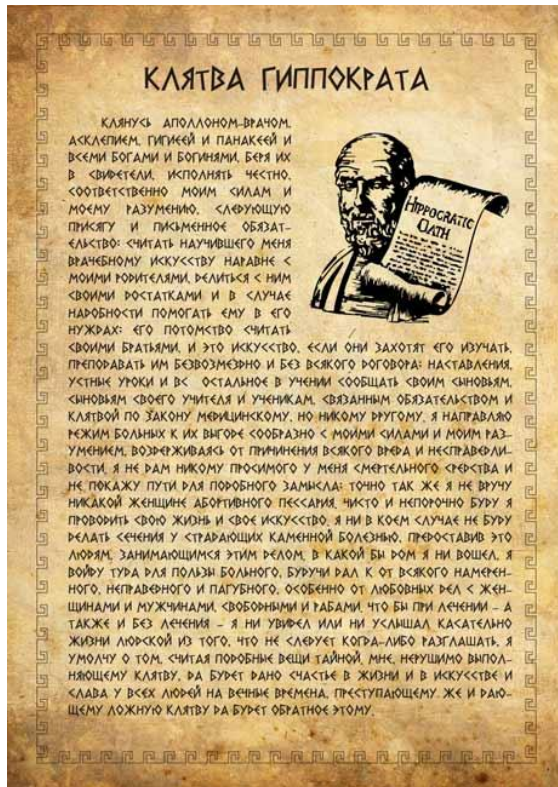 КЛЯТВА ГИППОКРАТА
КЛЯНУСЬ АПОЛЛОНОМ-ВРАЧОМ,
АСКЛЕПИЕМ, ГИГИЕЙ И ПАНАКЕЕЙ И
ВСЕМИ БОГАМИ И БОГИНЯМИ, БЕРЯ ИХ
В СВИДЕТЕЛИ, ИСПОЛНЯТЬ ЧЕСТНО,
СООТВЕТСТВЕННО МОИМ СИЛАМ И
МОЕМУ РАЗУМЕНИЮ, СЛЕДУЮЩУЮ
ПРИСЯГУ И ПИСЬМЕННОЕ ОБЯЗАТ-
ЕЛЬСТВО: СЧИТАТЬ НАУЧИВШЕГО МЕНЯ
ВРАЧЕБНОМУ ИСКУССТВУ НАРАВНЕ С
МОИМИ РОДИТЕЛЯМИ, ДЕЛИТЬСЯ С НИМ
СВОИМИ ДОСТАТКАМИ И В СЛУЧАЕ
НАДОБНОСТИ ПОМОГАТЬ ЕМУ В ЕГО
НУЖДАХ: ЕГО ПОТОМСТВО СЧИТАТЬ
HIPPOCRATIC
OATH
СВОИМИ БРАТЬЯМИ, И ЭТО ИСКУССТВО, ЕСЛИ ОНИ ЗАХОТЯТ ЕГО ИЗУЧАТЬ,
ПРЕПОДАВАТЬ ИМ БЕЗВОЗМЕЗДНО И БЕЗ ВСЯКОГО ДОГОВОРА: НАСТАВЛЕНИЯ,
УСТНЫЕ УРОКИ И ВС ОСТАЛЬНОЕ В УЧЕНИИ СООБЩАТЬ СВОИМ СЫНОВЬЯМ,
СЫНОВЬЯМ СВОЕГО УЧИТЕЛЯ И УЧЕНИКАМ, СВЯЗАННЫМ ОБЯЗАТЕЛЬСТВОМ И
КЛЯТВОЙ ПО ЗАКОНУ МЕДИЦИНСКОМУ, НО НИКОМУ ДРУГОМУ. Я НАПРАВЛЯЮ
РЕЖИМ БОЛЬНЫХ К ИХ ВЫГОДЕ СООБРАЗНО С МОИМИ СИЛАМИ И МОИМ РАЗ-
УМЕНИЕМ, ВОЗДЕРЖИВАЯСЬ ОТ ПРИЧИНЕНИЯ ВСЯКОГО ВРЕДА И НЕСПРАВЕДЛИ-
ВОСТИ. Я НЕ ДАМ НИКОМУ ПРОСИМОГО У МЕНЯ СМЕРТЕЛЬНОГО СРЕДСТВА И
НЕ ПОКАЖУ ПУТИ ДЛЯ ПОДОБНОГО ЗАМЫСЛА: ТОЧНО ТАК ЖЕ Я НЕ ВРУЧУ
НИКАКОЙ ЖЕНЩИНЕ АБОРТИВНОГО ПЕССАРИЯ. ЧИСТО И НЕПОРОЧНО БУДУ Я
ПРОВОДИТЬ СВОЮ ЖИЗНЬ И СВОЕ ИСКУССТВО. Я НИ В КОЕМ СЛУЧАЕ НЕ БУДУ
ДЕЛАТЬ СЕЧЕНИЯ У СТРАДАЮЩИХ КАМЕННОЙ БОЛЕЗНЬЮ, ПРЕДОСТАВИВ ЭТО
ЛЮДЯМ, ЗАНИМАЮЩИМСЯ ЭТИМ ДЕЛОМ. В КАКОЙ БЫ ДОМ Я НИ ВОШЕЛ, Я
ВОЙДУ ТУДА ДЛЯ ПОЛЬЗЫ БОЛЬНОГО, БУДУЧИ ДАЛ К ОТ ВСЯКОГО НАМЕРЕН-
НОГО, НЕПРАВЕДНОГО И ПАГУБНОГО, ОСОБЕННО ОТ ЛЮБОВНЫХ ДЕЛ С ЖЕН-
ЩИНАМИ И МУЖЧИНАМИ, СВОБОДНЫМИ И РАБАМИ. ЧТО БЫ ПРИ ЛЕЧЕНИИ - А
ТАКЖЕ И БЕЗ ЛЕЧЕНИЯ - Я НИ УВИДЕЛ ИЛИ НИ УСЛЫШАЛ КАСАТЕЛЬНО
ЖИЗНИ ЛЮДСКОЙ ИЗ ТОГО, ЧТО НЕ СЛЕДУЕТ КОГДА-ЛИБО РАЗГЛАШАТЬ, Я
УМОЛЧУ О ТОМ, СЧИТАЯ ПОДОБНЫЕ ВЕЩИ ТАЙНОЙ. МНЕ, НЕРУШИМО ВЫПОЛ-
НЯЮЩЕМУ КЛЯТВУ, ДА БУДЕТ ДАНО СЧАСТЬЕ В ЖИЗНИ И В ИСКУССТВЕ И
СЛАВА У ВСЕХ ЛЮДЕЙ НА ВЕЧНЫЕ ВРЕМЕНА, ПРЕСТУПАЮЩЕМУ ЖЕ И ДАЮ-
ЩЕМУ ЛОЖНУЮ КЛЯТВУ ДА БУДЕТ ОБРАТНОЕ ЭТОМУ.